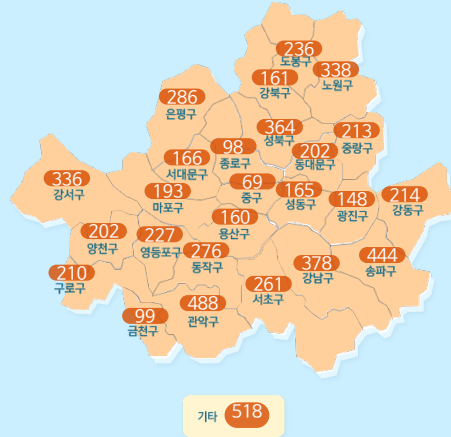 236
도봉구
338
노원구
161
강북구
286
은평구
364
성북구
213
중랑구
98
종로구
202
동대문구
166
서대문구
336
강서구
193
마포구
69
중구
165
성동구
148
광진구
214
강동구
160
용산구
202
양천구
227
영등포구
276
동작구
378
강남구
444
송파구
210
구로구
261
서초구
488
관악구
99
금천구
기타 518